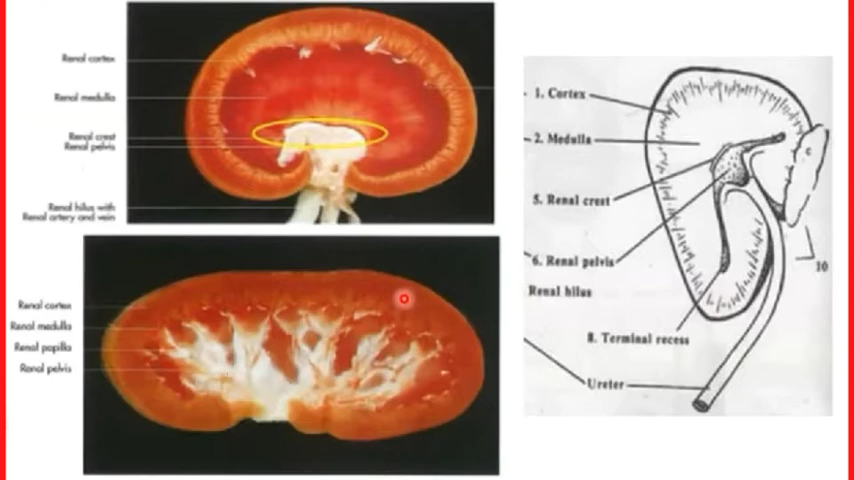 Renal cortex
Renal medulla
Renal crest
Renal pelvis
Renal hilus with
Renal artery and vein
Renal cortex
Renal medulla
Renal papilla
Renal pelvis
1. Cortex
2. Medulla
5. Renal crest
6. Renal pelvis
Renal hilus
8. Terminal recess
Ureter
c
10